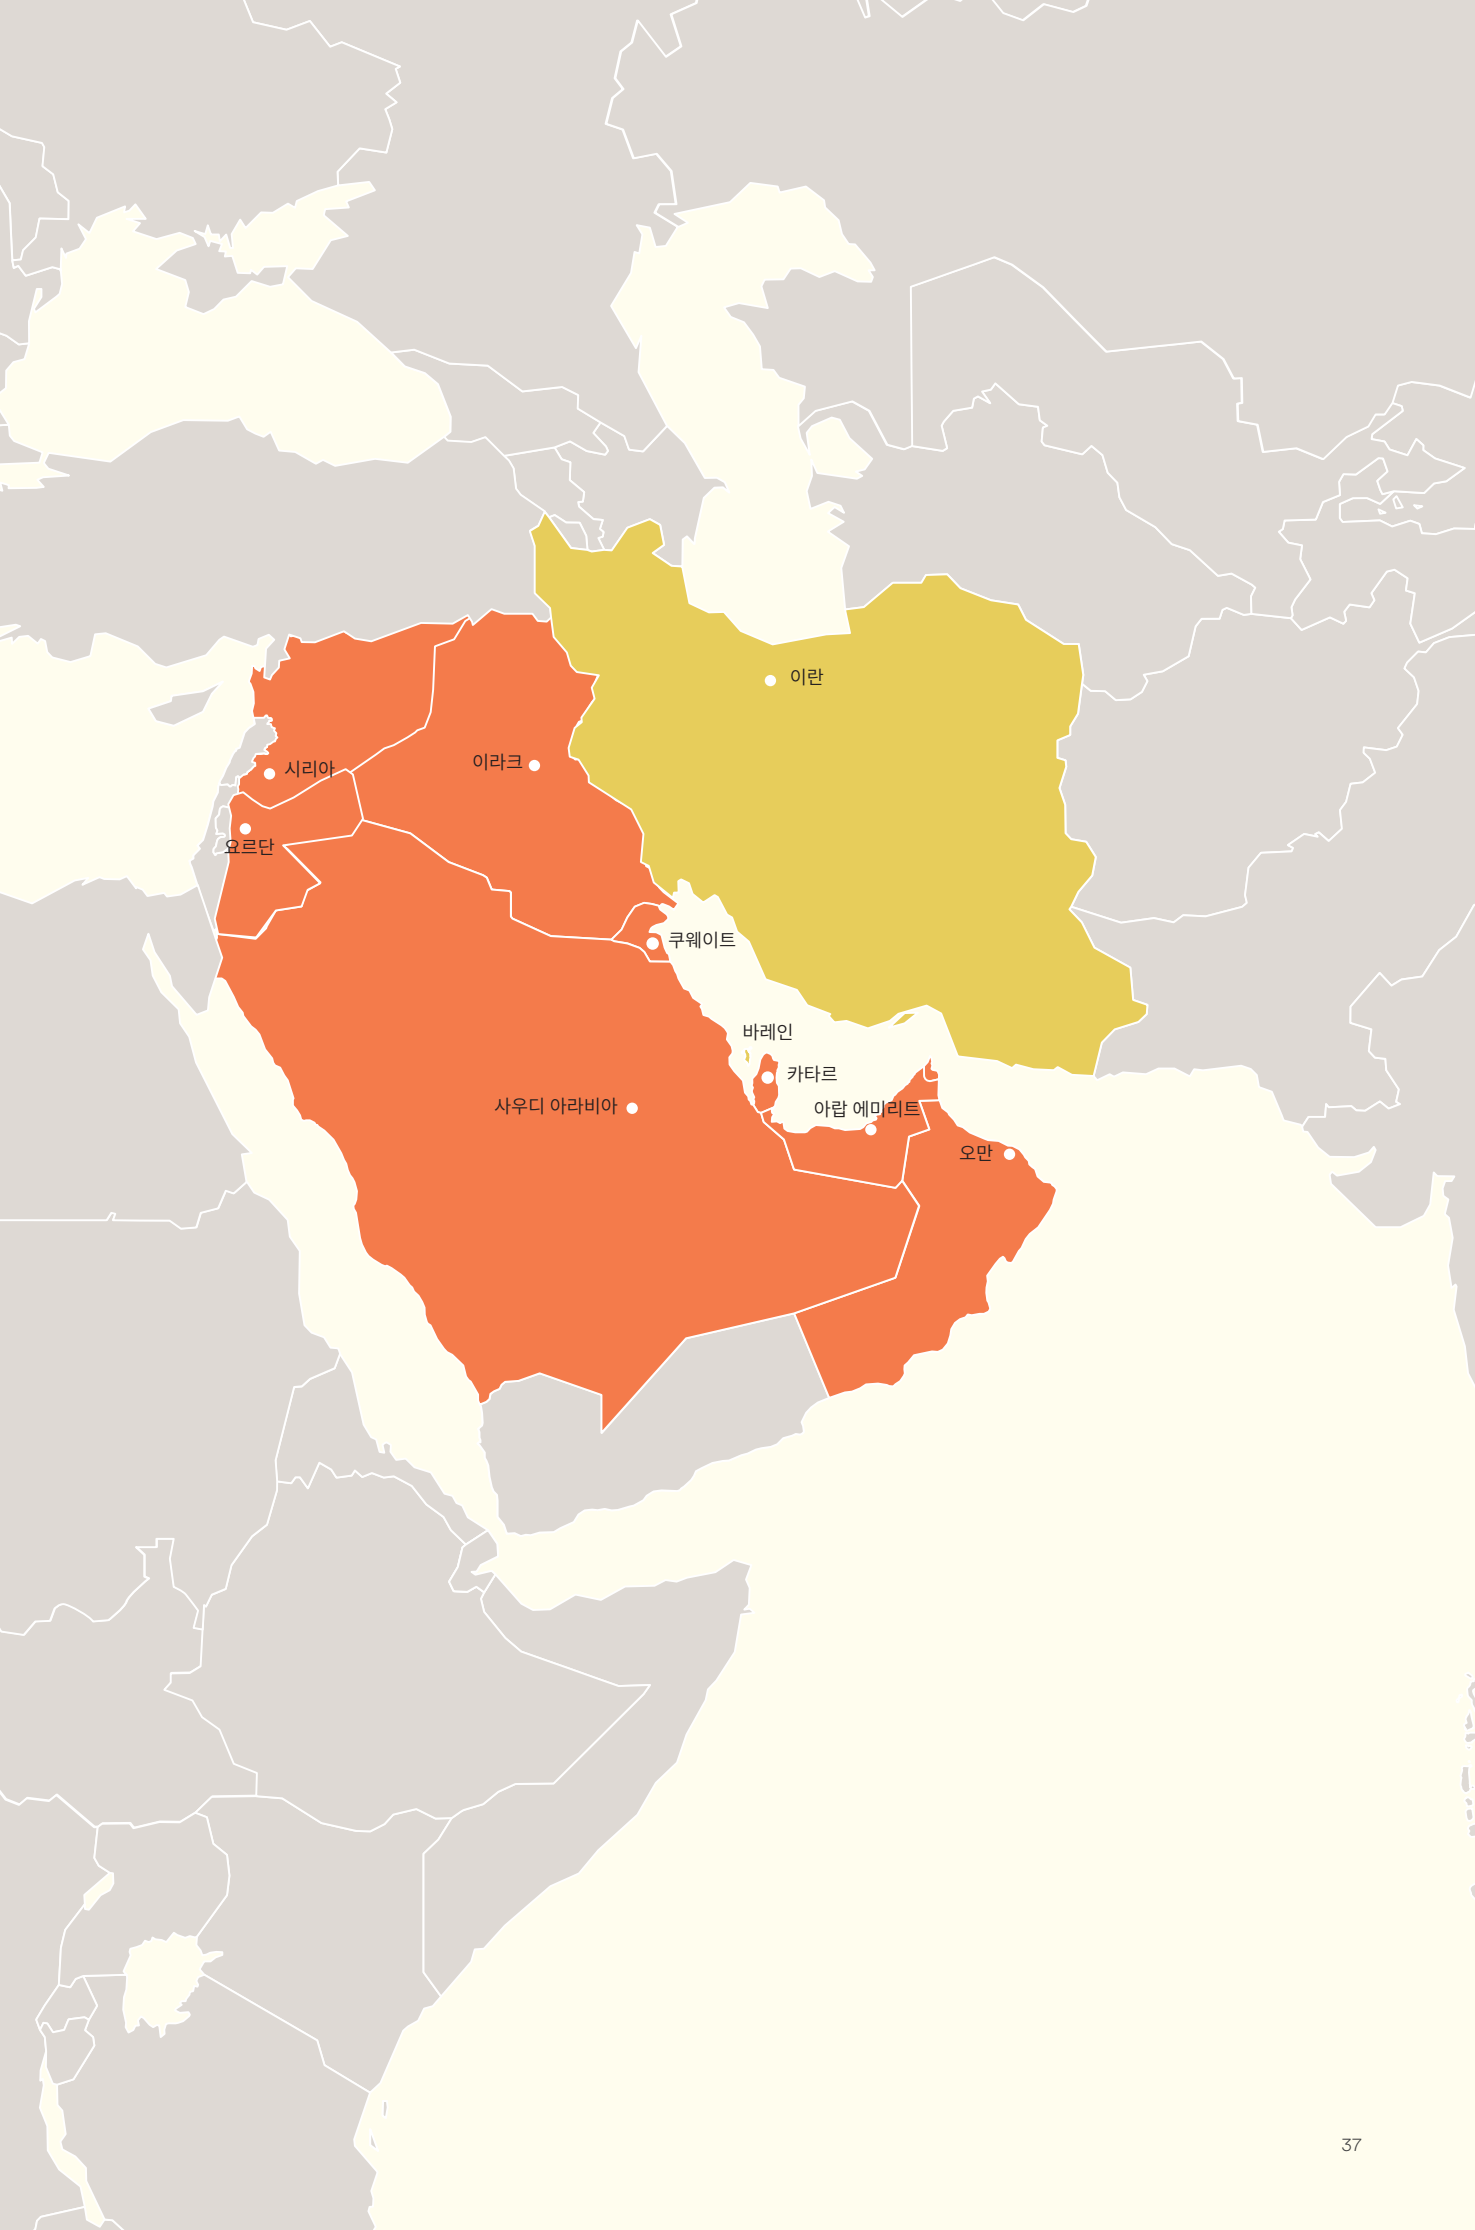 이란
시리아
이라크
요르단
쿠웨이트
바레인
카타르
사우디 아라비아
아랍 에미리트
오만
37